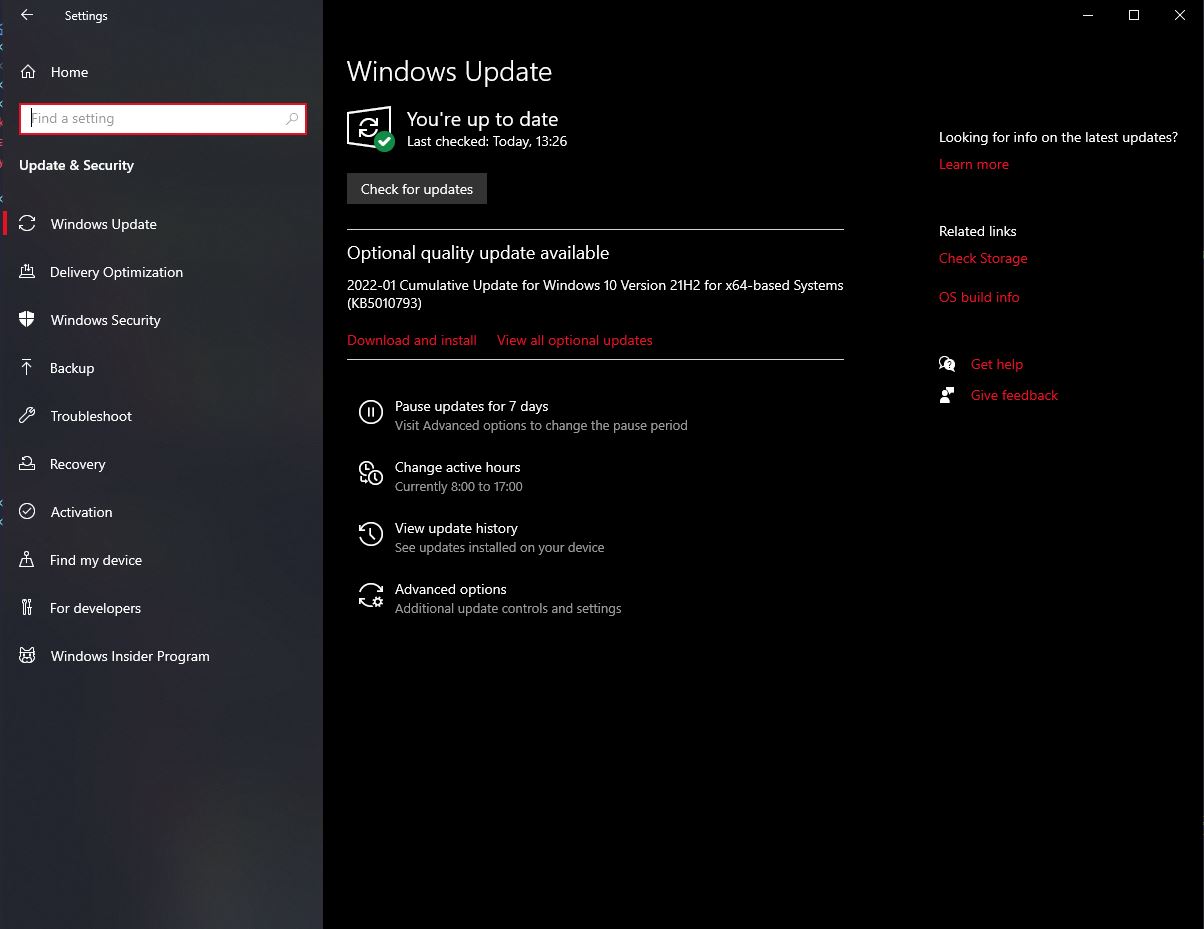 Settings
Home
Find a setting
Update & Security
Windows Update
Delivery Optimization
Windows Security
Backup
Troubleshoot
Recovery
Activation
Find my device
For developers
Windows Insider Program
Windows Update
You're up to date
Last checked: Today, 13:26
Check for updates
Optional quality update available
2022-01 Cumulative Update for Windows 10 Version 21H2 for x64-based Systems
(KB5010793)
Download and install View all optional updates
Pause updates for 7 days
Visit Advanced options to change the pause period
Change active hours
Currently 8:00 to 17:00
View update history
See updates installed on your device
Advanced options
Additional update controls and settings
Looking for info on the latest updates?
Learn more
Related links
Check Storage
OS build info
Get help
Give feedback